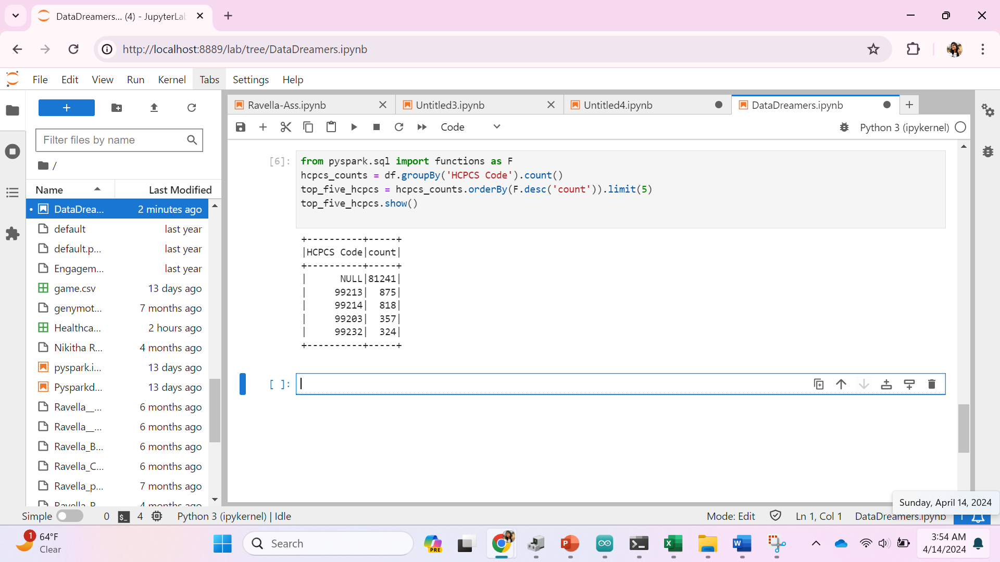 DataDreamers... (4) - JupyterLab
http://localhost:8889/lab/tree/DataDreamers.ipynb
File Edit View Run Kernel Tabs Settings Help
Ravella-Ass.ipynb Untitled3.ipynb Untitled4.ipynb DataDreamers.ipynb
Code Python 3 (ipykernel)
Filter files by name
/
Name Last Modified
DataDrea... 2 minutes ago
default last year
default.p... last year
Engagem... last year
game.csv 13 days ago
genymot... 7 months ago
Healthca... 2 hours ago
Nikitha R... 4 months ago
pyspark.i... 13 days ago
Pysparkd... 13 days ago
Ravella__... 6 months ago
Ravella__... 6 months ago
Ravella_B... 6 months ago
Ravella_C... 6 months ago
Ravella_p... 7 months ago
Ravella_R... 4 months ago
[6]: from pyspark.sql import functions as F
hcpcs_counts = df.groupBy('HCPCS Code').count()
top_five_hcpcs = hcpcs_counts.orderBy(F.desc('count')).limit(5)
top_five_hcpcs.show()
+----------+-----+
|HCPCS Code|count|
+----------+-----+
|      NULL|81241|
|     99213|  875|
|     99214|  818|
|     99203|  357|
|     99232|  324|
+----------+-----+
[ ]:
Sunday, April 14, 2024
Simple 0 $_ 4 Python 3 (ipykernel) | Idle Mode: Edit Ln 1, Col 1 DataDreamers.ipynb 1
1 64°F
Clear
Search
PRE
3:54 AM
4/14/2024